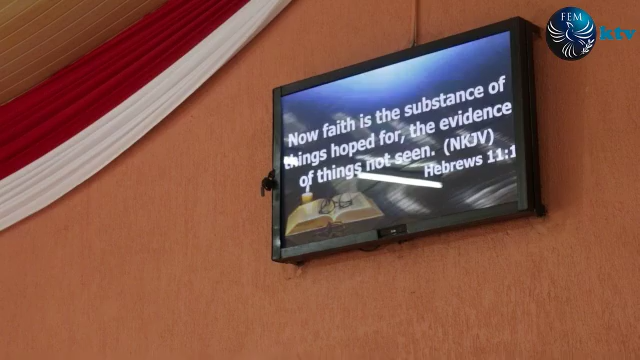 FEM
ktv
Now faith is the substance of
things hoped for, the evidence
of things not seen. (NKJV)
Hebrews 11:1